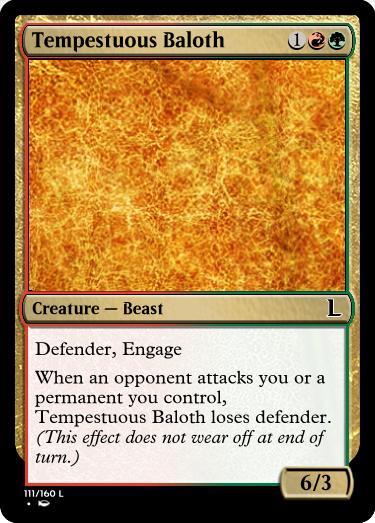 Tempestuous Baloth 1
Creature — Beast L
Defender, Engage
When an opponent attacks you or a
permanent you control,
Tempestuous Baloth loses defender.
(This effect does not wear off at end of
turn.)
6/3
111/160 L